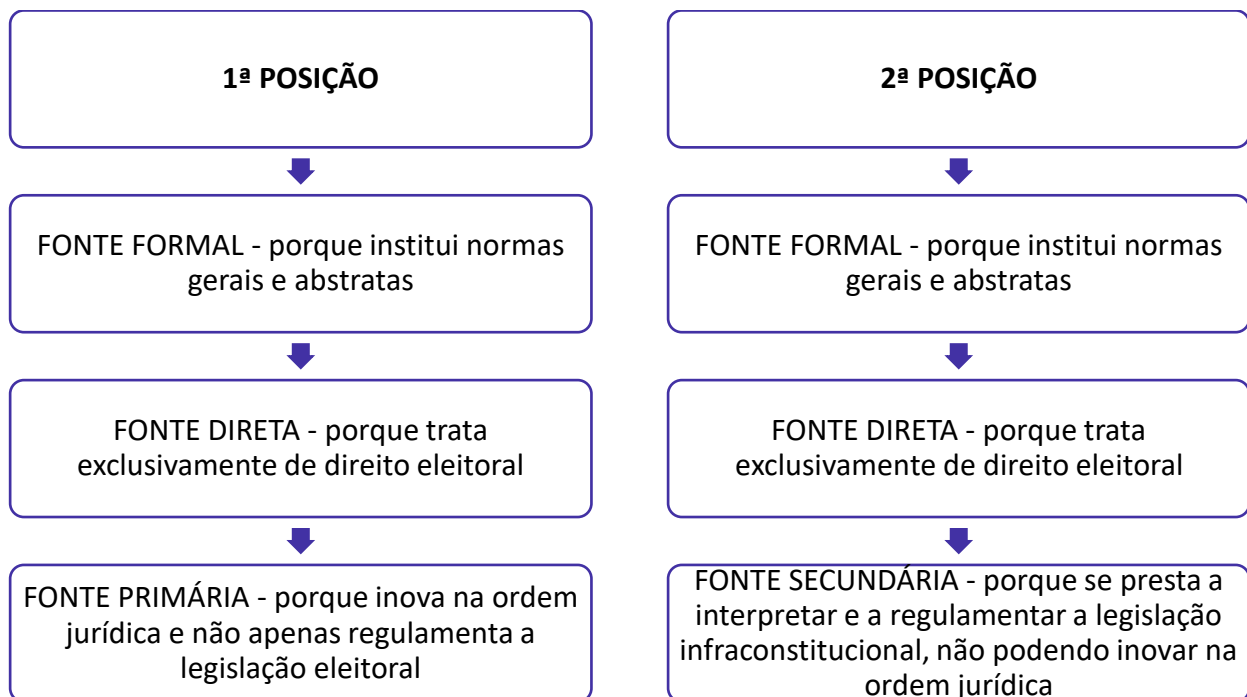 1ª POSIÇÃO
FONTE FORMAL - porque institui normas
gerais e abstratas
FONTE DIRETA - porque trata
exclusivamente de direito eleitoral
FONTE PRIMÁRIA - porque inova na ordem
jurídica e não apenas regulamenta a
legislação eleitoral
2ª POSIÇÃO
FONTE FORMAL - porque institui normas
gerais e abstratas
FONTE DIRETA - porque trata
exclusivamente de direito eleitoral
FONTE SECUNDÁRIA - porque se presta a
interpretar e a regulamentar a legislação
infraconstitucional, não podendo inovar na
ordem jurídica